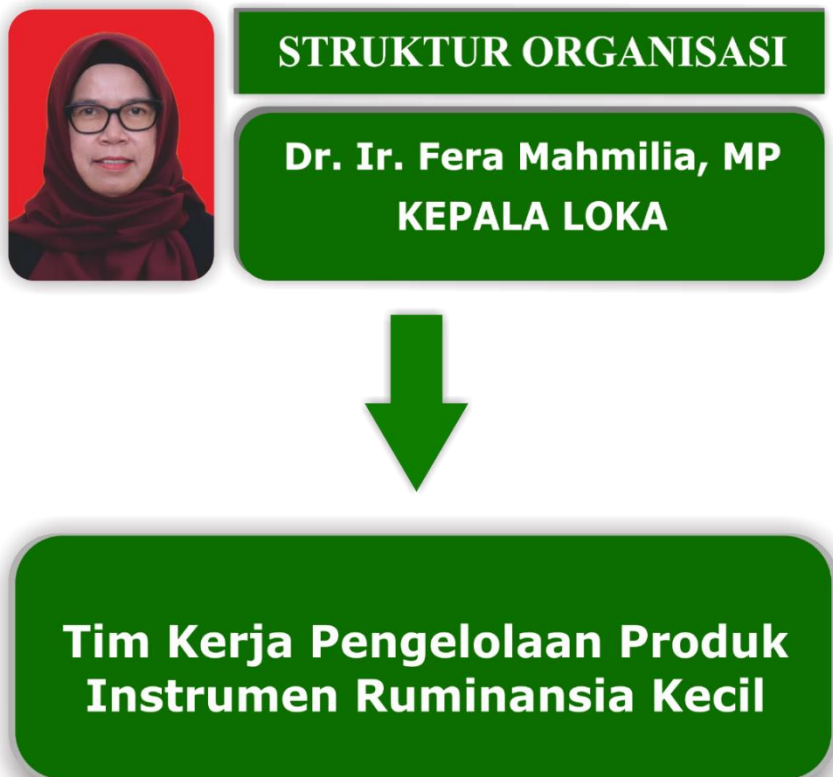 STRUKTUR ORGANISASI
Dr. Ir. Fera Mahmilia, MP
KEPALA LOKA
Tim Kerja Pengelolaan Produk
Instrumen Ruminansia Kecil